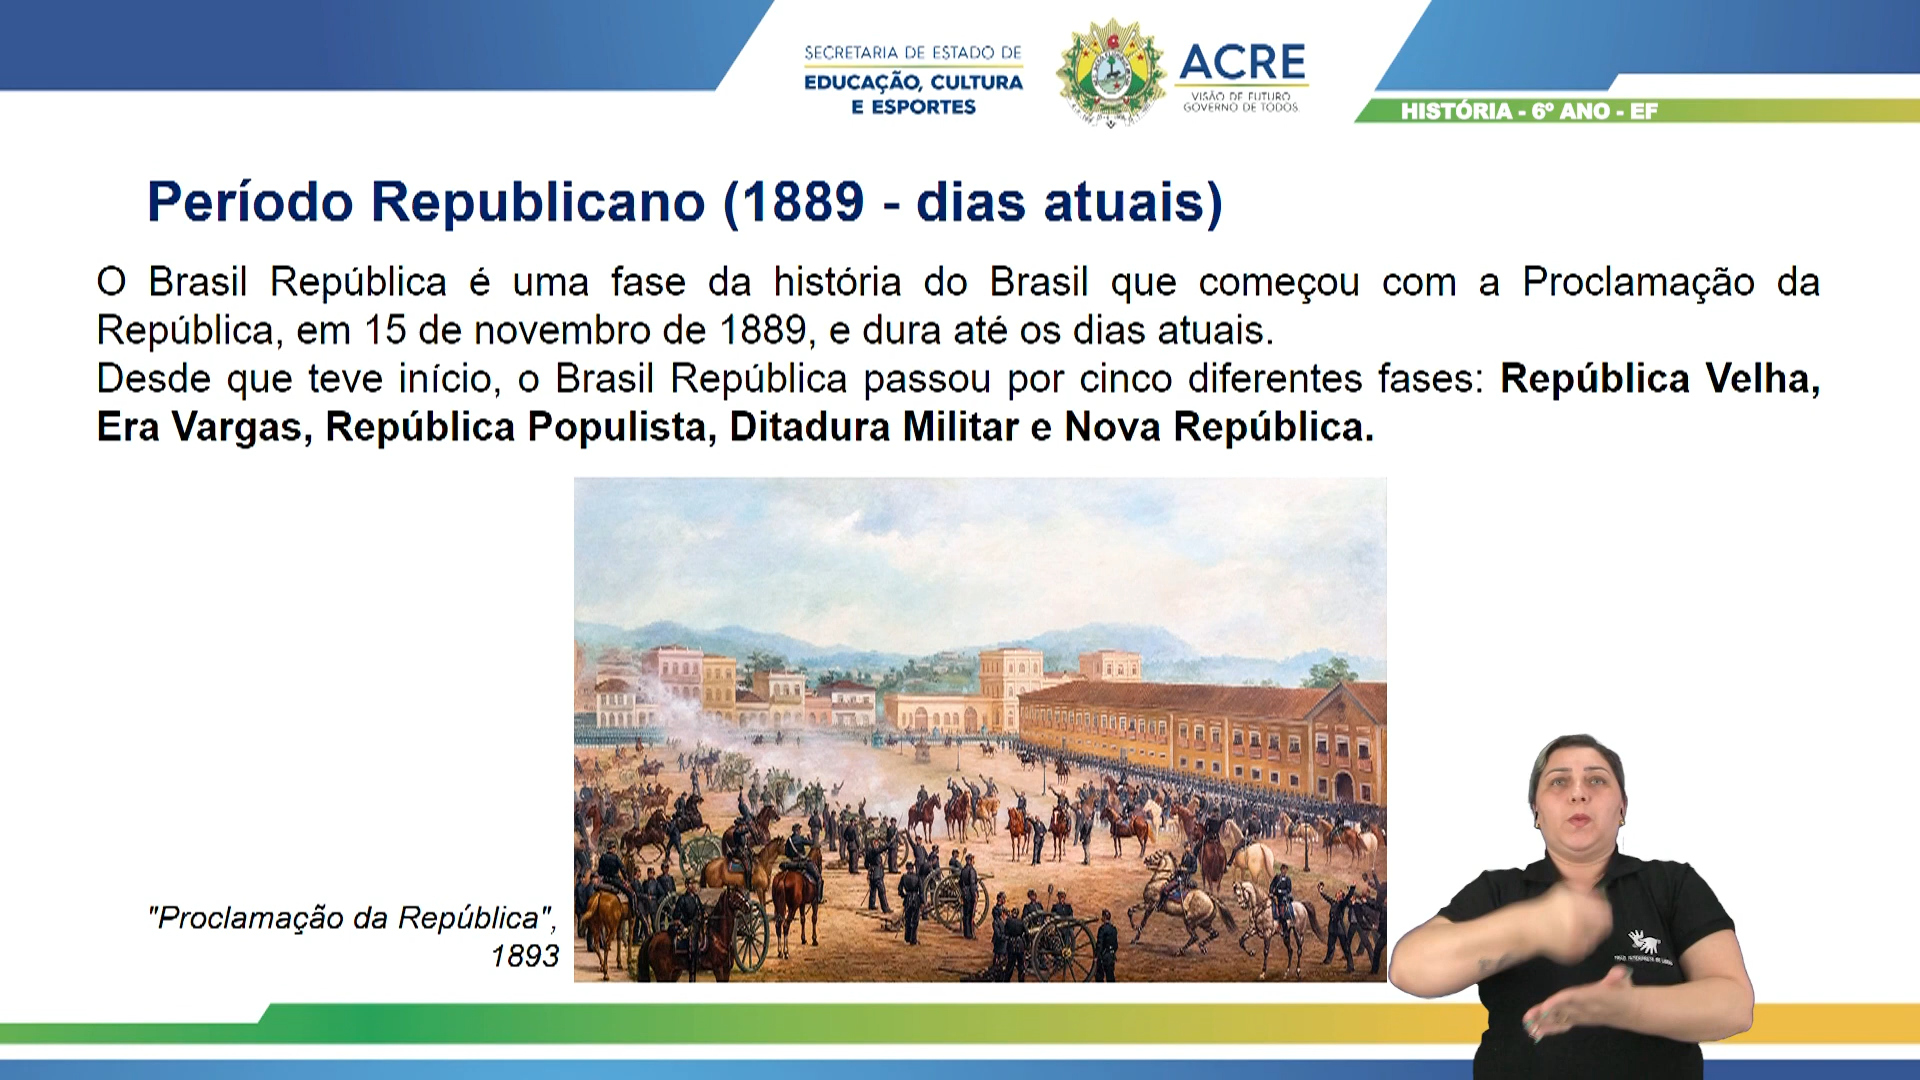 SECRETARIA DE ESTADO DE
EDUCAÇÃO, CULTURA
E ESPORTES
ACRE
VISÃO DE FUTURO
GOVERNO DE TODOS
HISTÓRIA - 6º ANO - EF
Período Republicano (1889 - dias atuais)
O Brasil República é uma fase da história do Brasil que começou com a Proclamação da
República, em 15 de novembro de 1889, e dura até os dias atuais.
Desde que teve início, o Brasil República passou por cinco diferentes fases: República Velha,
Era Vargas, República Populista, Ditadura Militar e Nova República.
"Proclamação da República",
1893